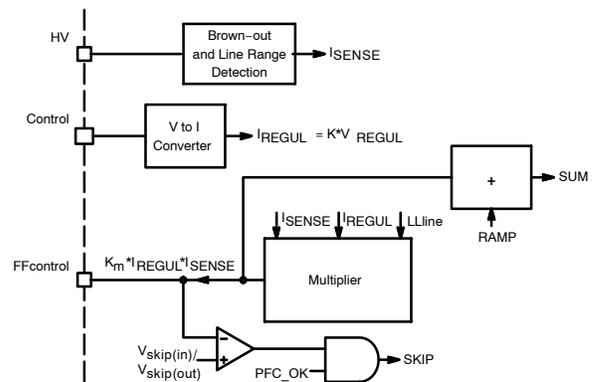 HV
Brown−out
and Line Range
Detection
ISENSE
Control
V to I
Converter
IREGUL = K*V REGUL
+
SUM
RAMP
ISENSE IREGUL LLline
Multiplier
FFcontrol
Km*IREGUL*ISENSE
−
+
Vskip(in)/
Vskip(out)
PFC_OK
SKIP